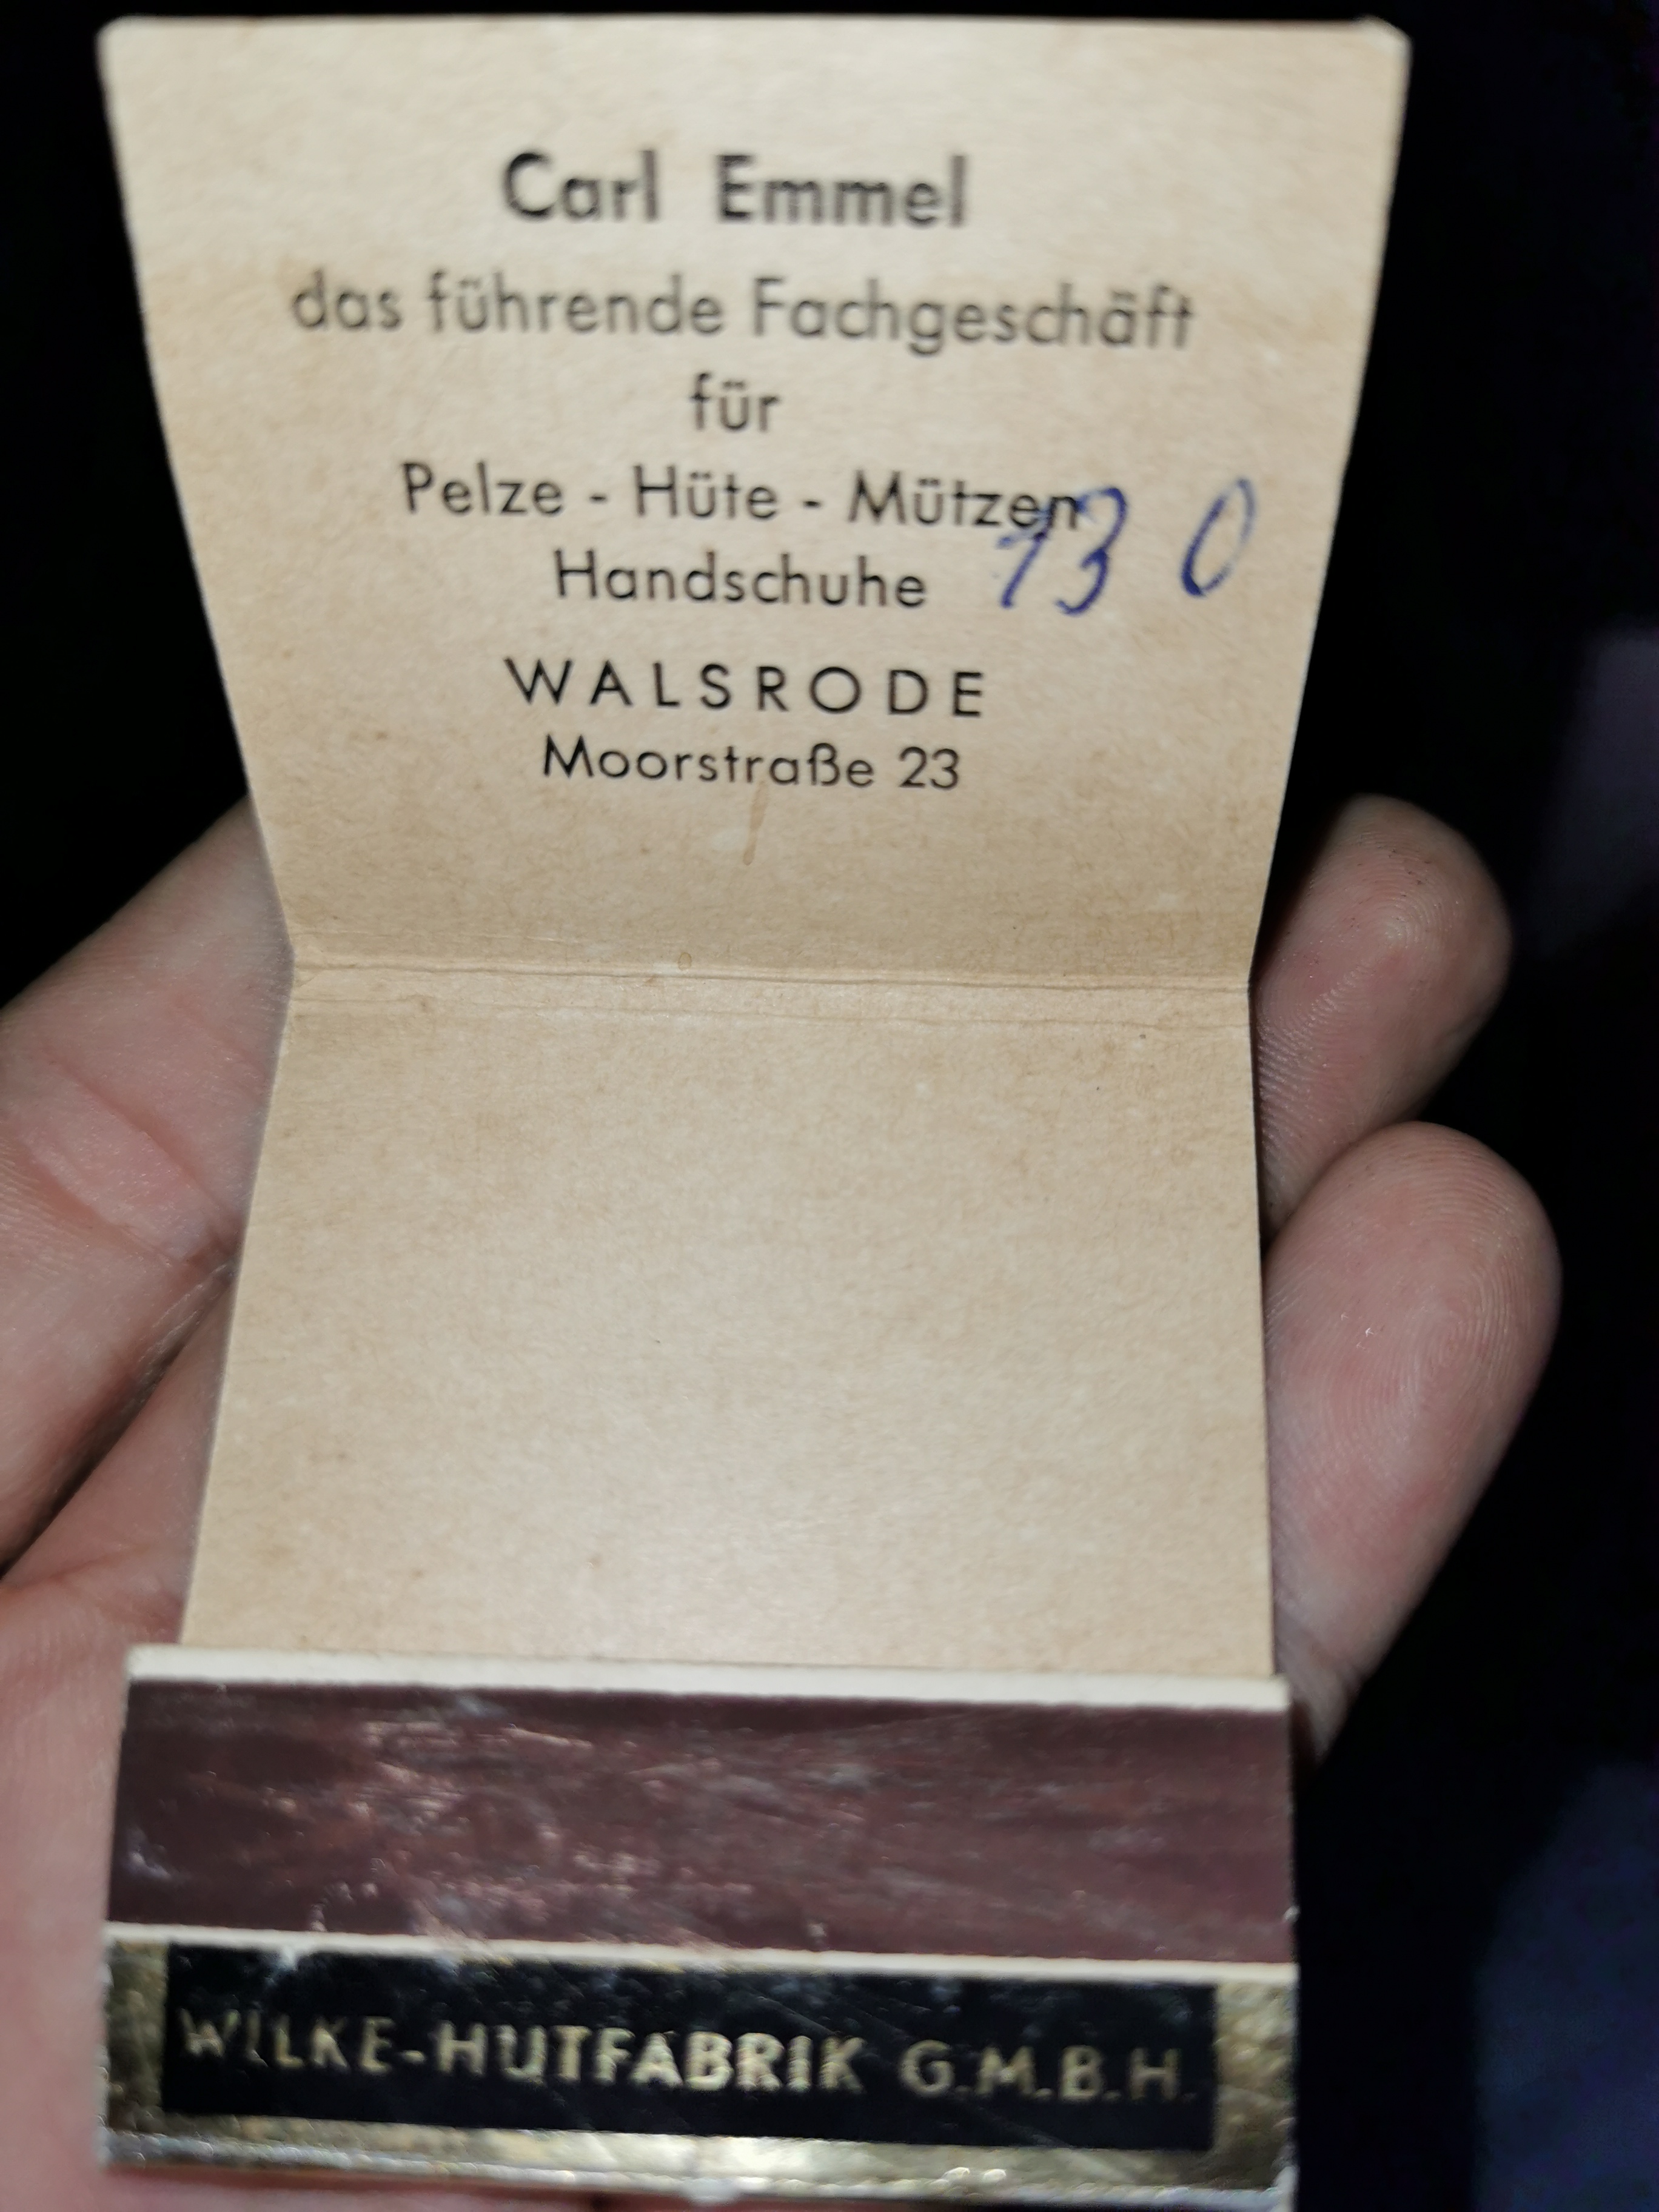 Carl Emmel
das führende Fachgeschäft
für
Pelze - Hüte - Mützen
Handschuhe 130
WALSRODE
Moorstraße 23
WILKE-HUTFABRIK G.M.B.H.